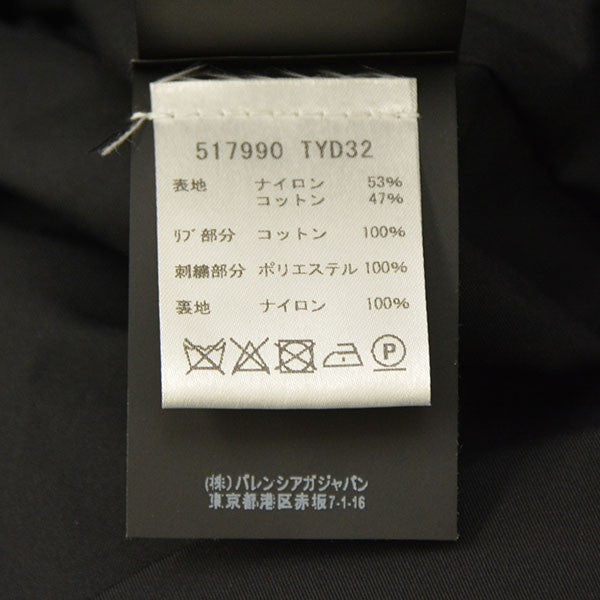 517990 TYD32
表地 ナイロン 53%
コットン 47%
ﾘﾌﾞ部分 コットン 100%
刺繍部分 ポリエステル 100%
裏地 ナイロン 100%
P
(株)バレンシアガジャパン
東京都港区赤坂7-1-16